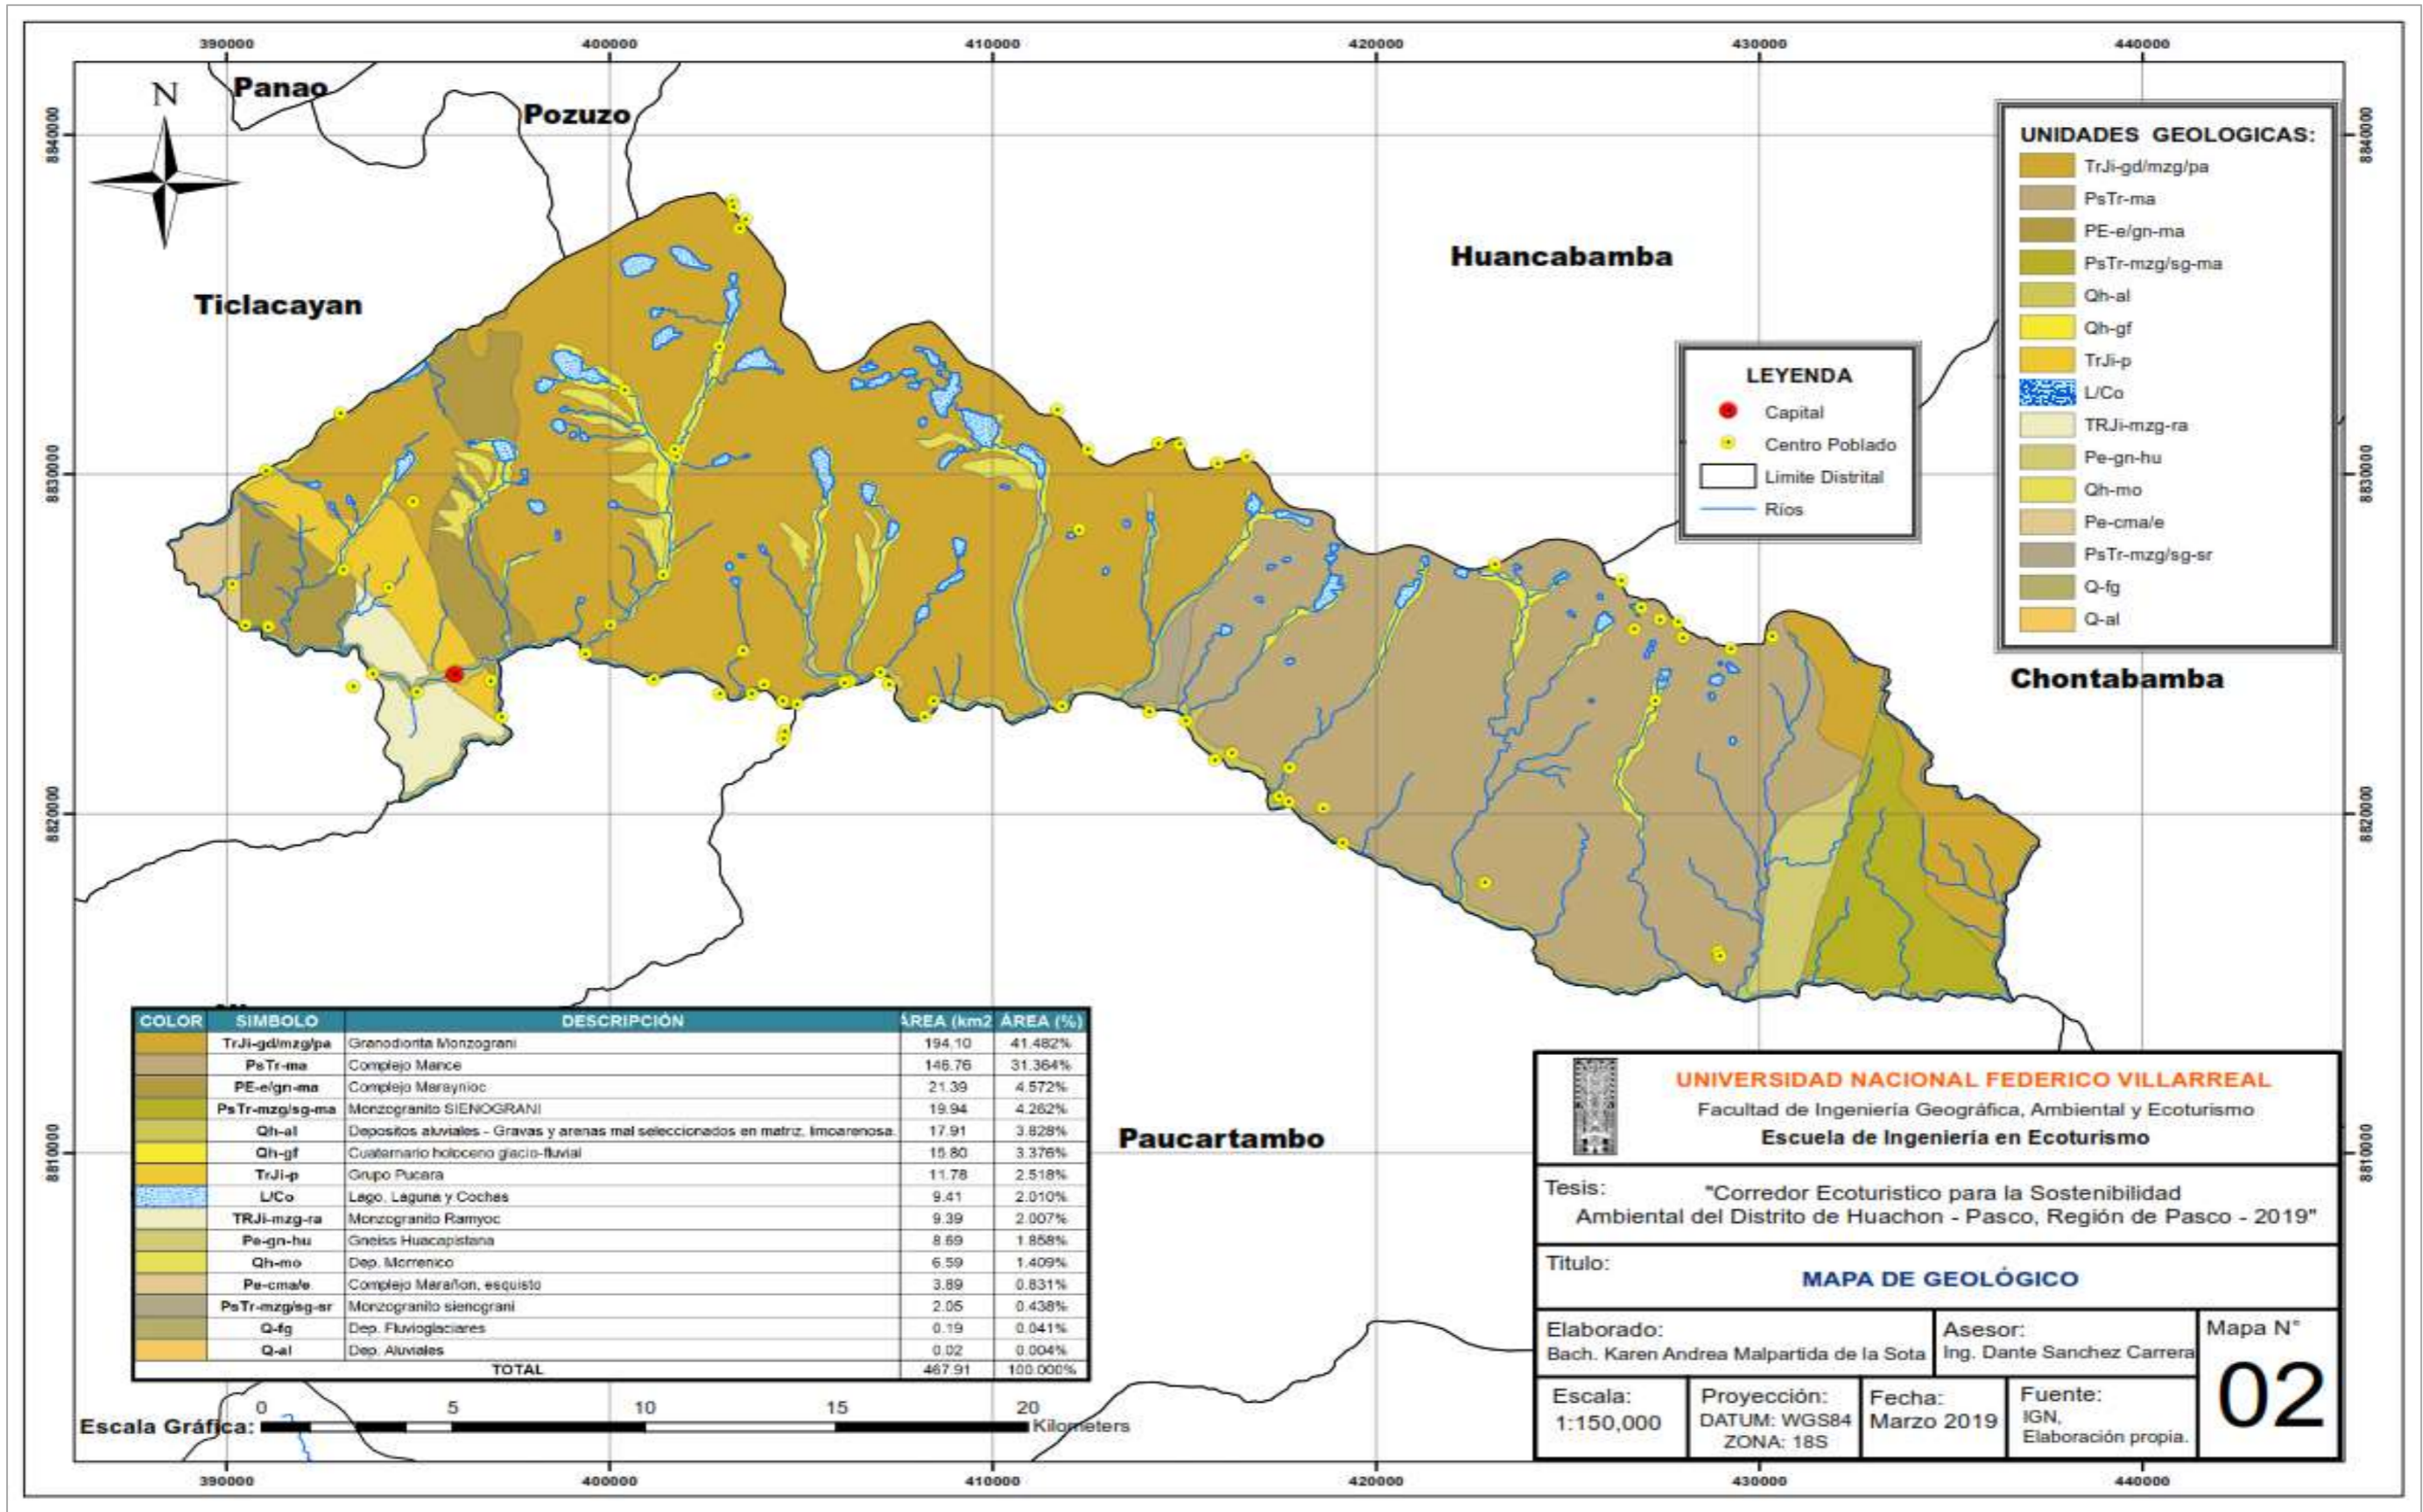 390000 400000 410000 420000 430000 440000
N
Panao
Pozuzo
8840000
8840000
Huancabamba
Ticlacayan
UNIDADES GEOLOGICAS:
TrJi-gd/mzg/pa
PsTr-ma
PE-e/gn-ma
PsTr-mzg/sg-ma
Qh-al
Qh-gf
TrJi-p
L/Co
TRJi-mzg-ra
Pe-gn-hu
Qh-mo
Pe-cma/e
PsTr-mzg/sg-sr
Q-fg
Q-al
LEYENDA
Capital
Centro Poblado
Limite Distrital
Ríos
8830000
8830000
Chontabamba
8820000
8820000
COLOR SIMBOLO DESCRIPCIÓN ÁREA (km2 ÁREA (%)
TrJi-gd/mzg/pa Granodiorita Monzograni 194.10 41.482%
PsTr-ma Complejo Mance 146.76 31.364%
PE-e/gn-ma Complejo Maraynioc 21.39 4.572%
PsTr-mzg/sg-ma Monzogranito SIENOGRANI 19.94 4.262%
Qh-al Depositos aluviales - Gravas y arenas mal seleccionados en matriz, limoarenosa. 17.91 3.828%
Qh-gf Cuaternario holoceno glacio-fluvial 15.80 3.376%
TrJi-p Grupo Pucara 11.78 2.518%
L/Co Lago, Laguna y Cochas 9.41 2.010%
TRJi-mzg-ra Monzogranito Ramyoc 9.39 2.007%
Pe-gn-hu Gneiss Huacapistana 8.69 1.858%
Qh-mo Dep. Morrenico 6.59 1.409%
Pe-cma/e Complejo Marañon, esquisto 3.89 0.831%
PsTr-mzg/sg-sr Monzogranito sienograni 2.05 0.438%
Q-fg Dep. Fluvioglaciares 0.19 0.041%
Q-al Dep. Aluviales 0.02 0.004%
TOTAL 467.91 100.000%
Paucartambo
8810000
8810000
UNIVERSIDAD NACIONAL FEDERICO VILLARREAL
Facultad de Ingeniería Geográfica, Ambiental y Ecoturismo
Escuela de Ingeniería en Ecoturismo
Tesis: "Corredor Ecoturistico para la Sostenibilidad
Ambiental del Distrito de Huachon - Pasco, Región de Pasco - 2019"
Titulo:
MAPA DE GEOLÓGICO
Elaborado:
Bach. Karen Andrea Malpartida de la Sota
Asesor:
Ing. Dante Sanchez Carrera
Mapa N°
02
Escala:
1:150,000
Proyección:
DATUM: WGS84
ZONA: 18S
Fecha:
Marzo 2019
Fuente:
IGN,
Elaboración propia.
0 5 10 15 20
Escala Gráfica: Kilometers
390000 400000 410000 420000 430000 440000